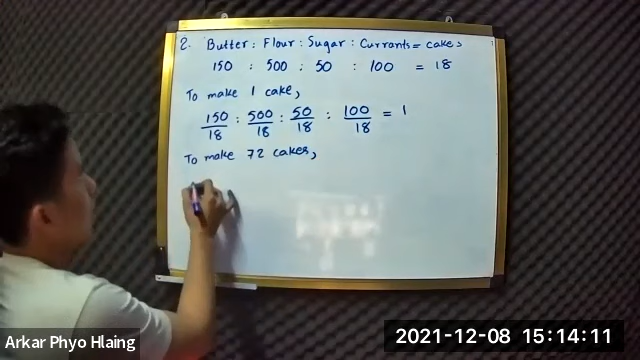 2. Butter : Flour : Sugar : Currants = cakes
150 : 500 : 50 : 100 = 18
To make 1 cake,
150/18 : 500/18 : 50/18 : 100/18 = 1
To make 72 cakes,
Arkar Phyo Hlaing
2021-12-08 15:14:11